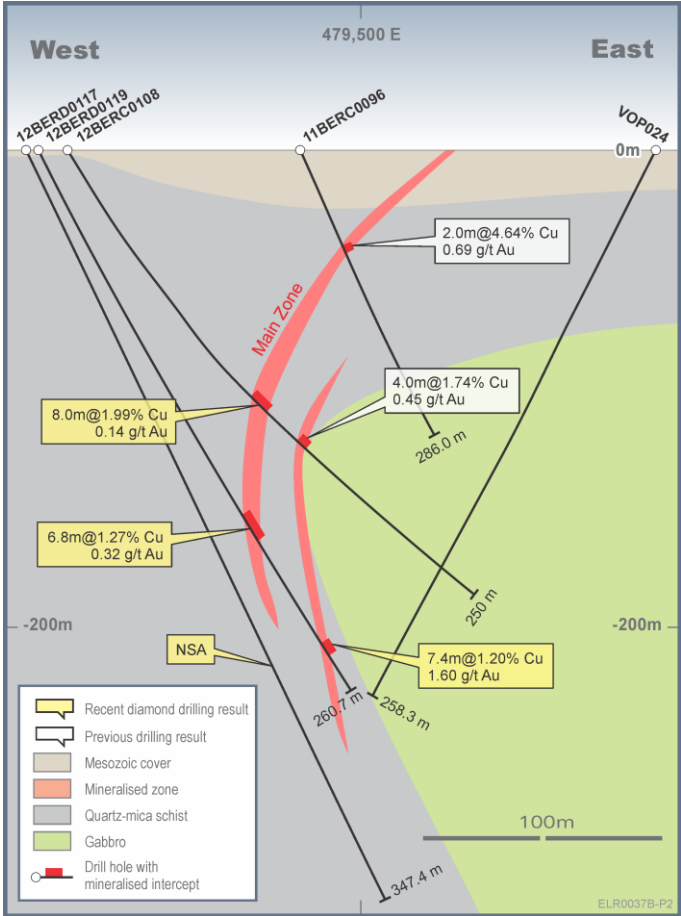 479,500 E
West
East
12BERD0117
12BERD0119
12BERC0108
11BERC0096
VOP024
0m
2.0m@4.64% Cu
0.69 g/t Au
Main Zone
4.0m@1.74% Cu
0.45 g/t Au
8.0m@1.99% Cu
0.14 g/t Au
286.0 m
6.8m@1.27% Cu
0.32 g/t Au
250 m
-200m
-200m
NSA
7.4m@1.20% Cu
1.60 g/t Au
260.7 m
258.3 m
Recent diamond drilling result
Previous drilling result
Mesozoic cover
Mineralised zone
Quartz-mica schist
Gabbro
Drill hole with
mineralised intercept
100m
347.4 m
ELR0037B-P2